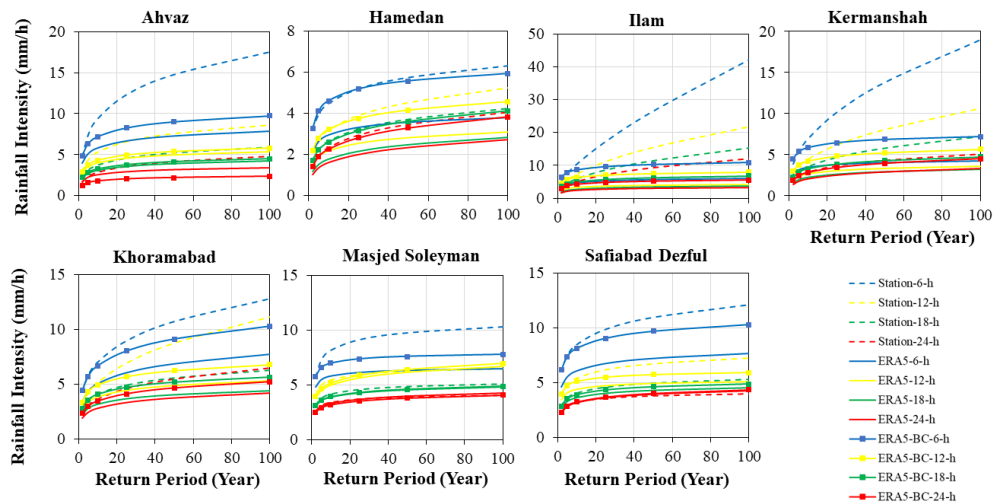 Ahvaz
Hamedan
Ilam
Kermanshah
Rainfall Intensity (mm/h)
20
15
10
5
0
0 20 40 60 80 100
8
6
4
2
0
0 20 40 60 80 100
50
40
30
20
10
0
0 20 40 60 80 100
20
15
10
5
0
0 20 40 60 80 100
Return Period (Year)
Khoramabad
Masjed Soleyman
Safiabad Dezful
Rainfall Intensity (mm/h)
15
10
5
0
0 20 40 60 80 100
Return Period (Year)
15
10
5
0
0 20 40 60 80 100
Return Period (Year)
15
10
5
0
0 20 40 60 80 100
Return Period (Year)
Station-6-h
Station-12-h
Station-18-h
Station-24-h
ERA5-6-h
ERA5-12-h
ERA5-18-h
ERA5-24-h
ERA5-BC-6-h
ERA5-BC-12-h
ERA5-BC-18-h
ERA5-BC-24-h